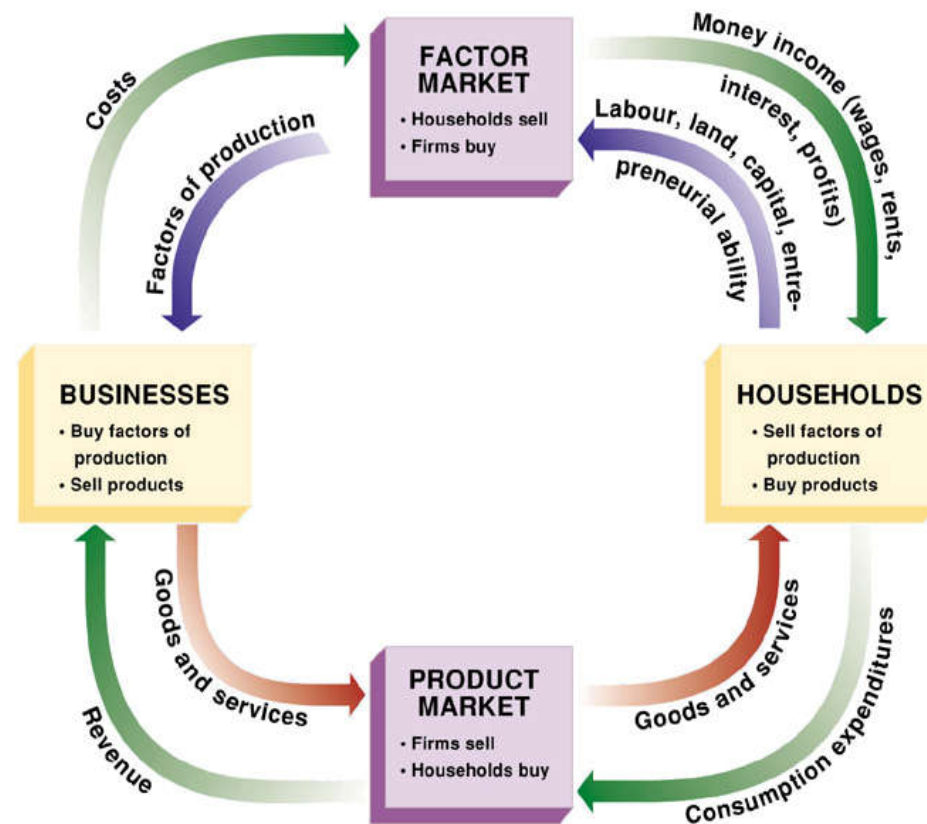 FACTOR
MARKET
• Households sell
• Firms buy
Costs
Factors of production
Money income (wages, rents,
interest, profits)
Labour, land, capital, entre-
preneurial ability
BUSINESSES
• Buy factors of
production
• Sell products
HOUSEHOLDS
• Sell factors of
production
• Buy products
Goods and services
Revenue
PRODUCT
MARKET
• Firms sell
• Households buy
Goods and services
Consumption expenditures